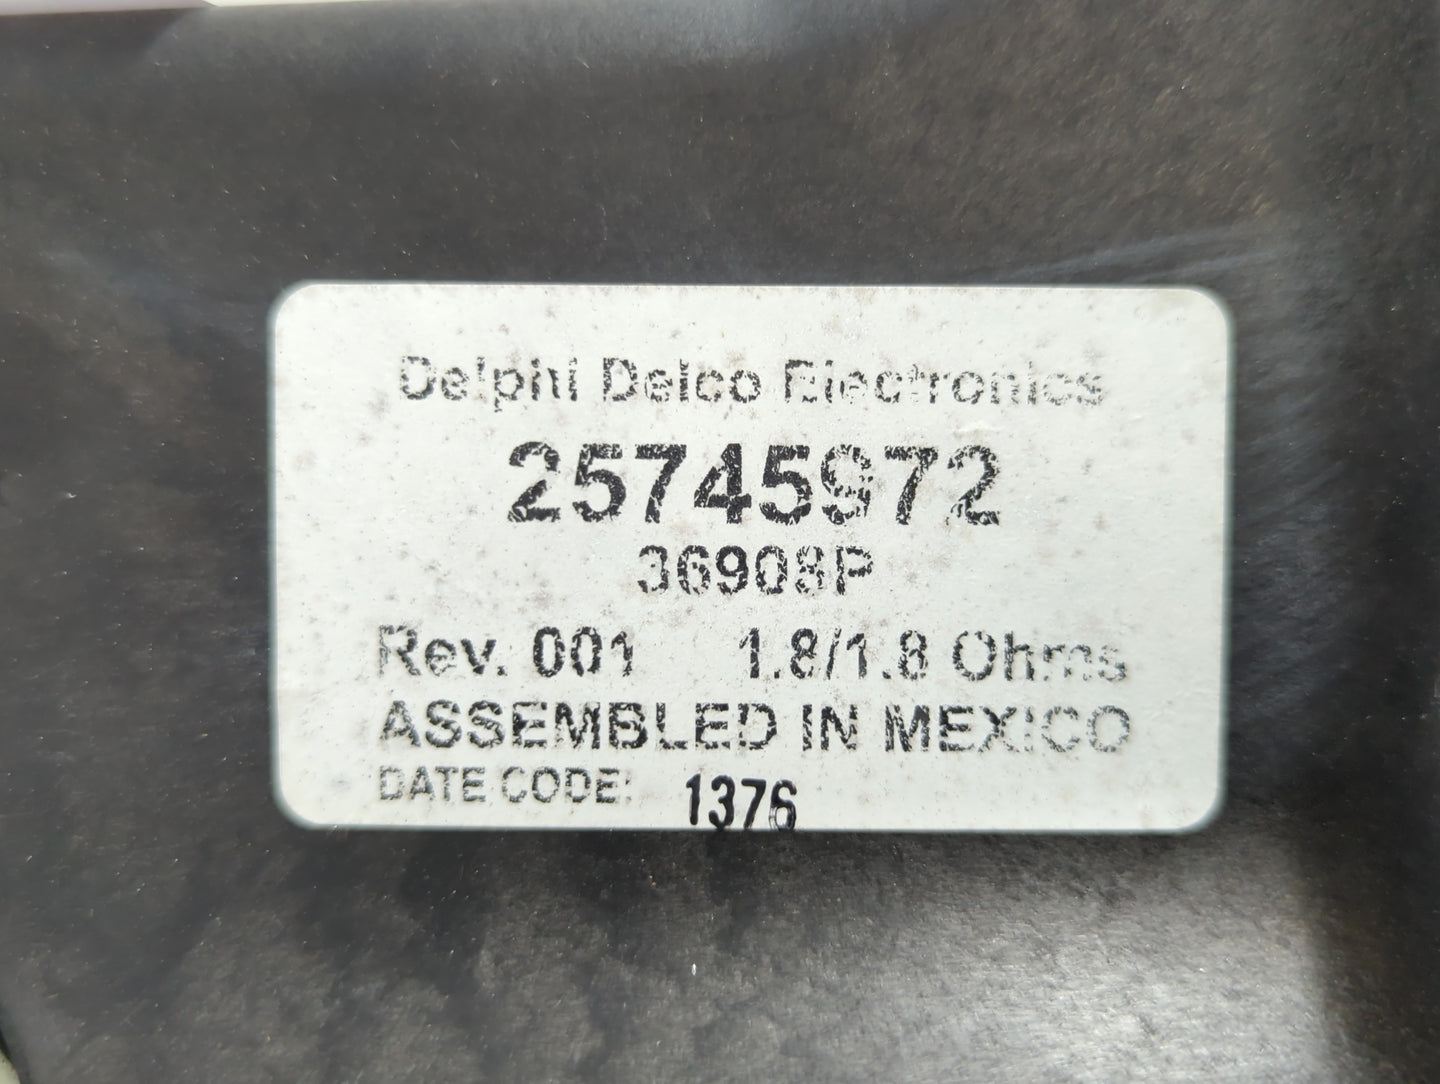 Delphi Delco Electronics
25745972
36908P
Rev. 001 1.8/1.8 Ohms
ASSEMBLED IN MEXICO
DATE CODE: 1376